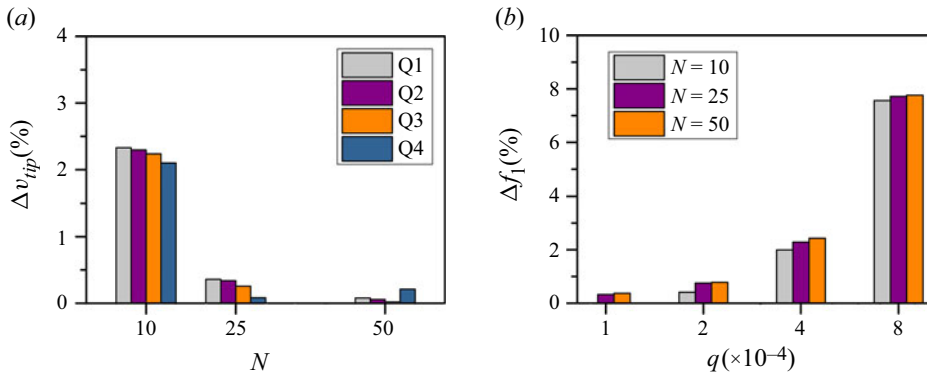 (a)
4
3
2
1
0
Δv_tip(%)
Q1
Q2
Q3
Q4
10
25
50
N
(b)
10
8
6
4
2
0
Δf₁(%)
N = 10
N = 25
N = 50
1
2
4
8
q (×10⁻⁴)